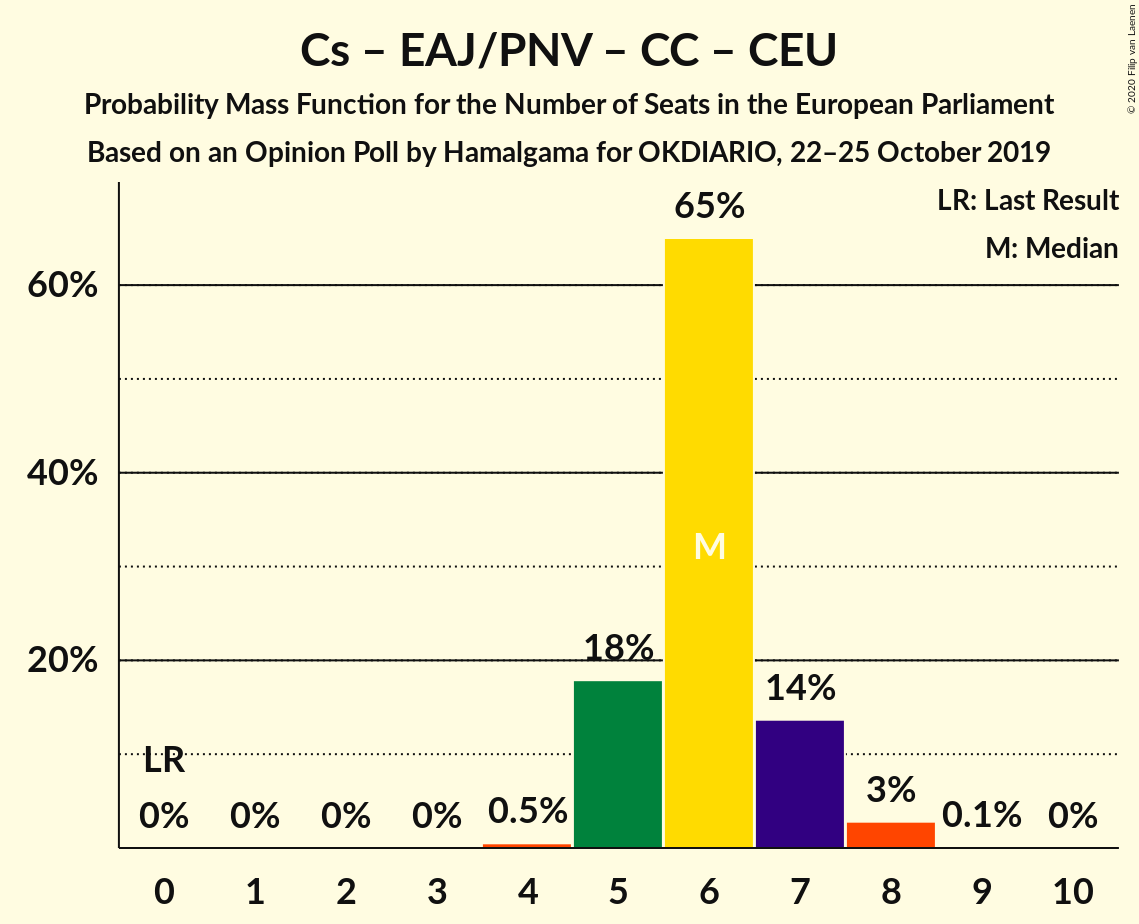 Cs – EAJ/PNV – CC – CEU
Probability Mass Function for the Number of Seats in the European Parliament
Based on an Opinion Poll by Hamalgama for OKDIARIO, 22–25 October 2019
© 2020 Filip van Laenen
LR: Last Result
M: Median
65%
60%
40%
20%
M
18%
14%
LR
0% 0% 0% 0% 0.5% 3% 0.1% 0%
0 1 2 3 4 5 6 7 8 9 10